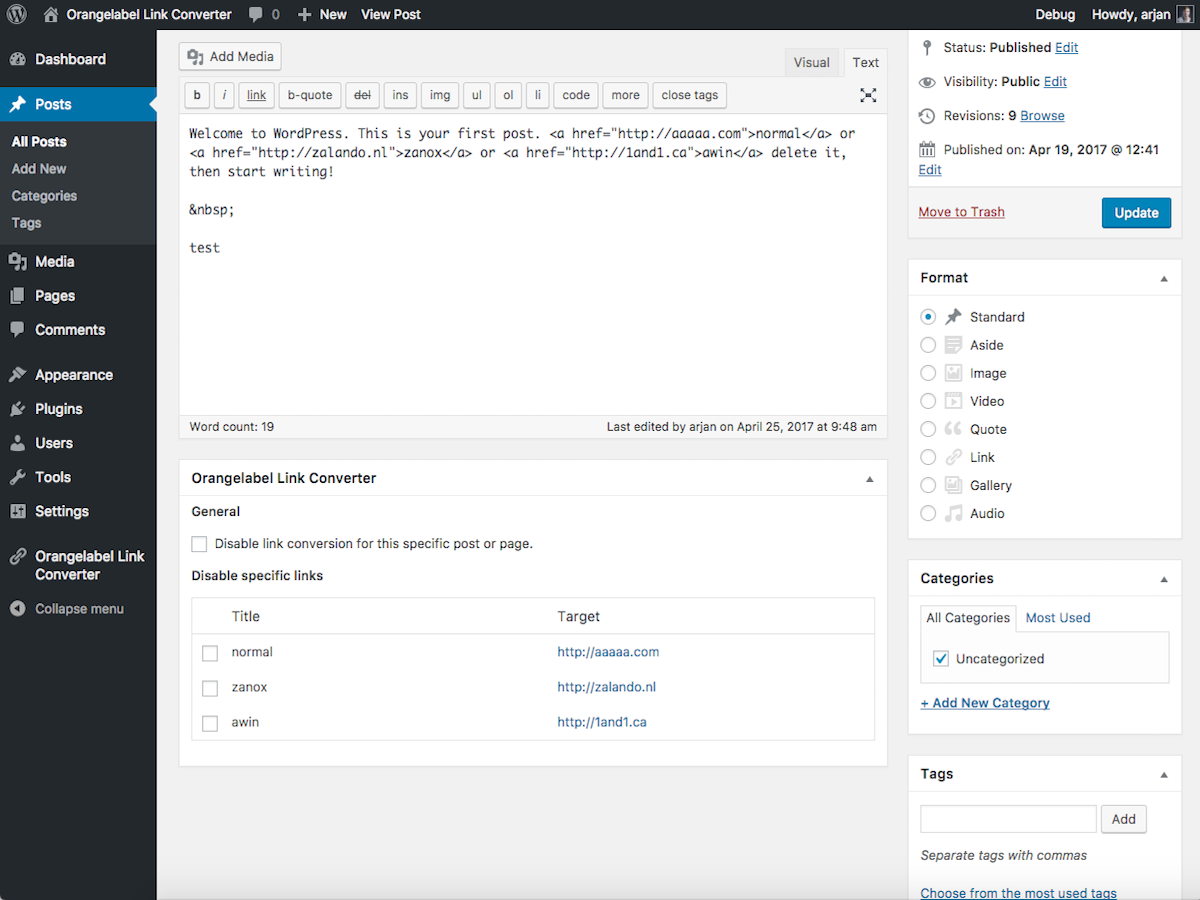 Orangelabel Link Converter 0 New View Post Debug Howdy, arjan
Dashboard
Posts
All Posts
Add New
Categories
Tags
Media
Pages
Comments
Appearance
Plugins
Users
Tools
Settings
Orangelabel Link
Converter
Collapse menu
Add Media
Visual Text
b i link b-quote del ins img ul ol li code more close tags
Welcome to WordPress. This is your first post. <a href="http://aaaaa.com">normal</a> or
<a href="http://zalando.nl">zanox</a> or <a href="http://1and1.ca">awin</a> delete it,
then start writing!
&nbsp;
test
Word count: 19 Last edited by arjan on April 25, 2017 at 9:48 am
Orangelabel Link Converter
General
Disable link conversion for this specific post or page.
Disable specific links
Title Target
normal http://aaaaa.com
zanox http://zalando.nl
awin http://1and1.ca
Status: Published Edit
Visibility: Public Edit
Revisions: 9 Browse
Published on: Apr 19, 2017 @ 12:41
Edit
Move to Trash Update
Format
Standard
Aside
Image
Video
Quote
Link
Gallery
Audio
Categories
All Categories Most Used
Uncategorized
+ Add New Category
Tags
Add
Separate tags with commas
Choose from the most used tags